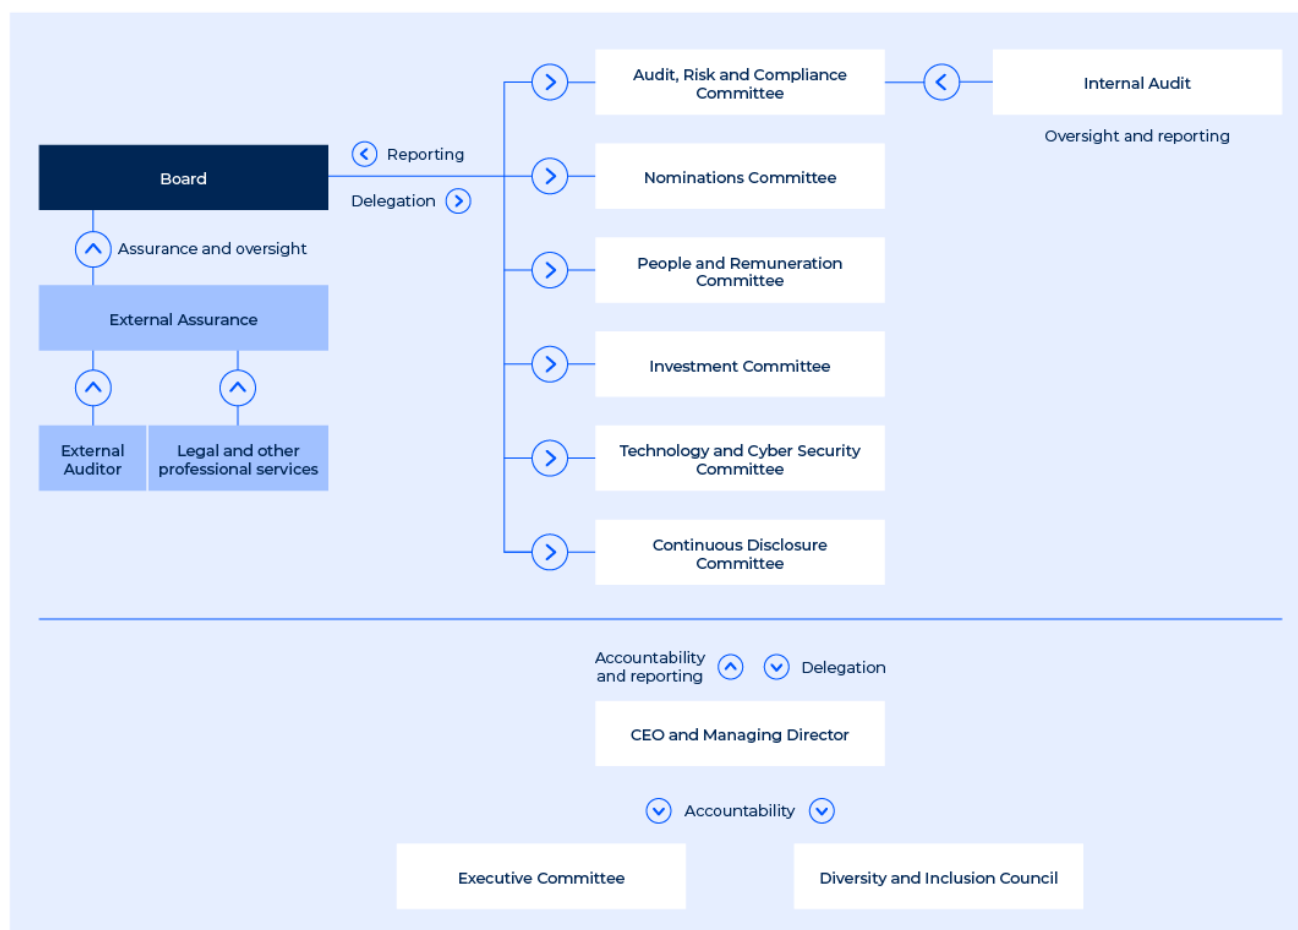 Audit, Risk and Compliance
Committee
Internal Audit
Oversight and reporting
Reporting
Board
Delegation
Nominations Committee
Assurance and oversight
People and Remuneration
Committee
External Assurance
Investment Committee
External
Auditor
Legal and other
professional services
Technology and Cyber Security
Committee
Continuous Disclosure
Committee
Accountability
and reporting
Delegation
CEO and Managing Director
Accountability
Executive Committee
Diversity and Inclusion Council